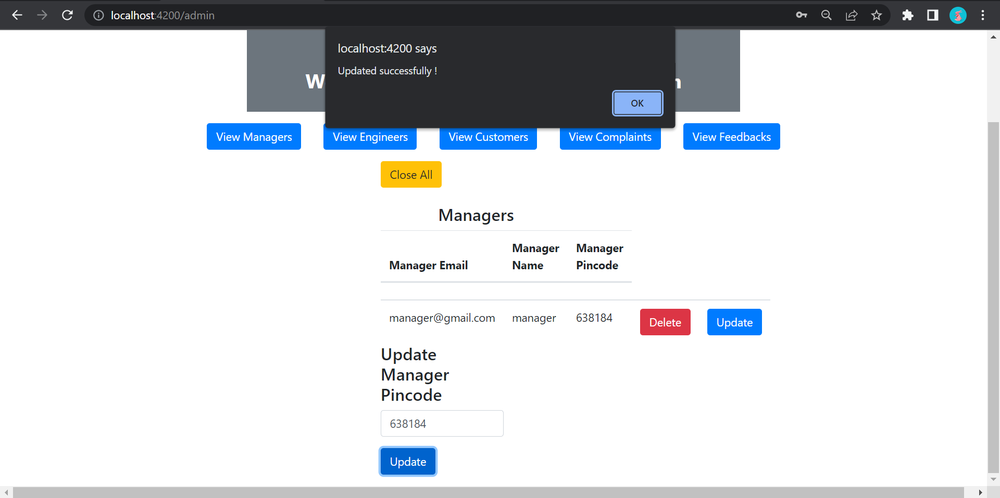 localhost:4200/admin
localhost:4200 says
Updated successfully !
OK
View Managers View Engineers View Customers View Complaints View Feedbacks
Close All
Managers
Manager Email Manager Name Manager Pincode
manager@gmail.com manager 638184 Delete Update
Update
Manager
Pincode
638184
Update